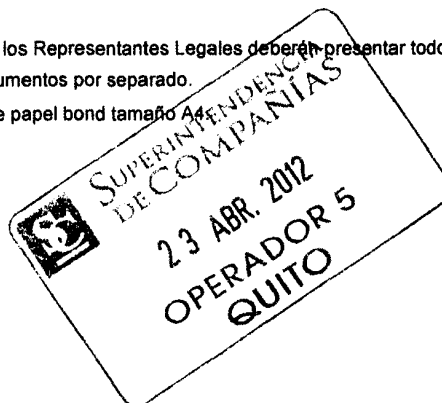 los Representantes Legales deberán presentar todo
umentos por separado.
e papel bond tamaño A4.
SUPERINTENDENCIA
DE COMPAÑÍAS
SC
23 ABR. 2012
OPERADOR 5
QUITO